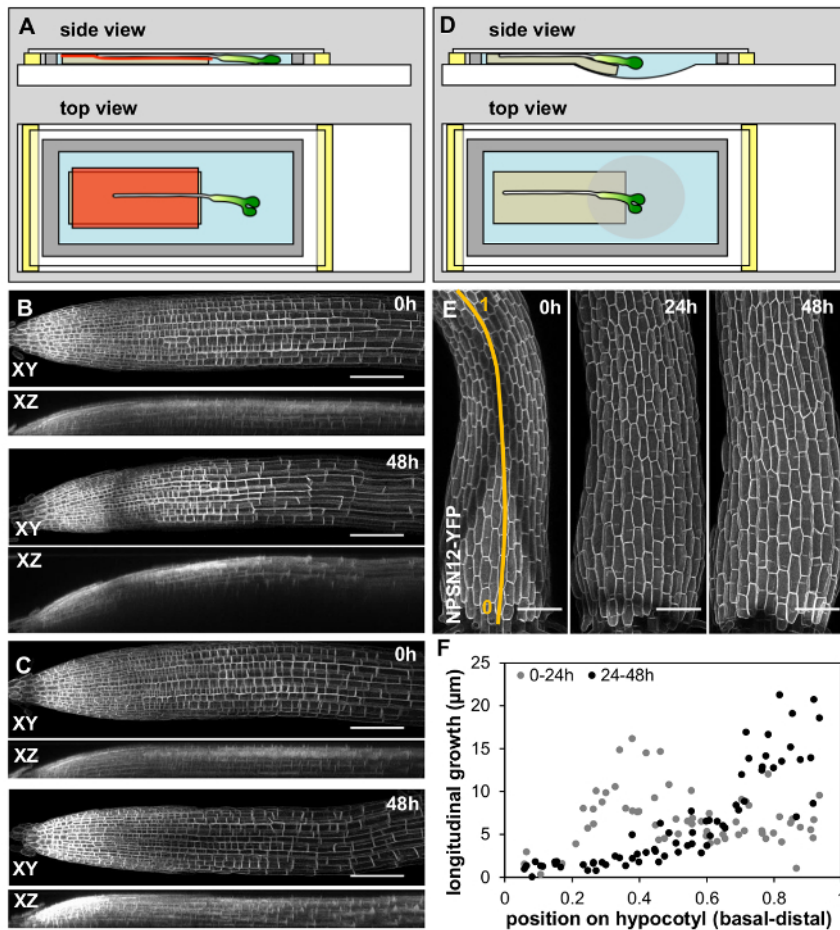 A
side view
top view
D
side view
top view
B
0h
XY
XZ
48h
XY
XZ
C
0h
XY
XZ
48h
XY
XZ
E
1
0h
24h
48h
NPSN12-YFP
0
F
25
20
15
10
5
0
0-24h
24-48h
longitudinal growth (µm)
0 0.2 0.4 0.6 0.8 1
position on hypocotyl (basal-distal)